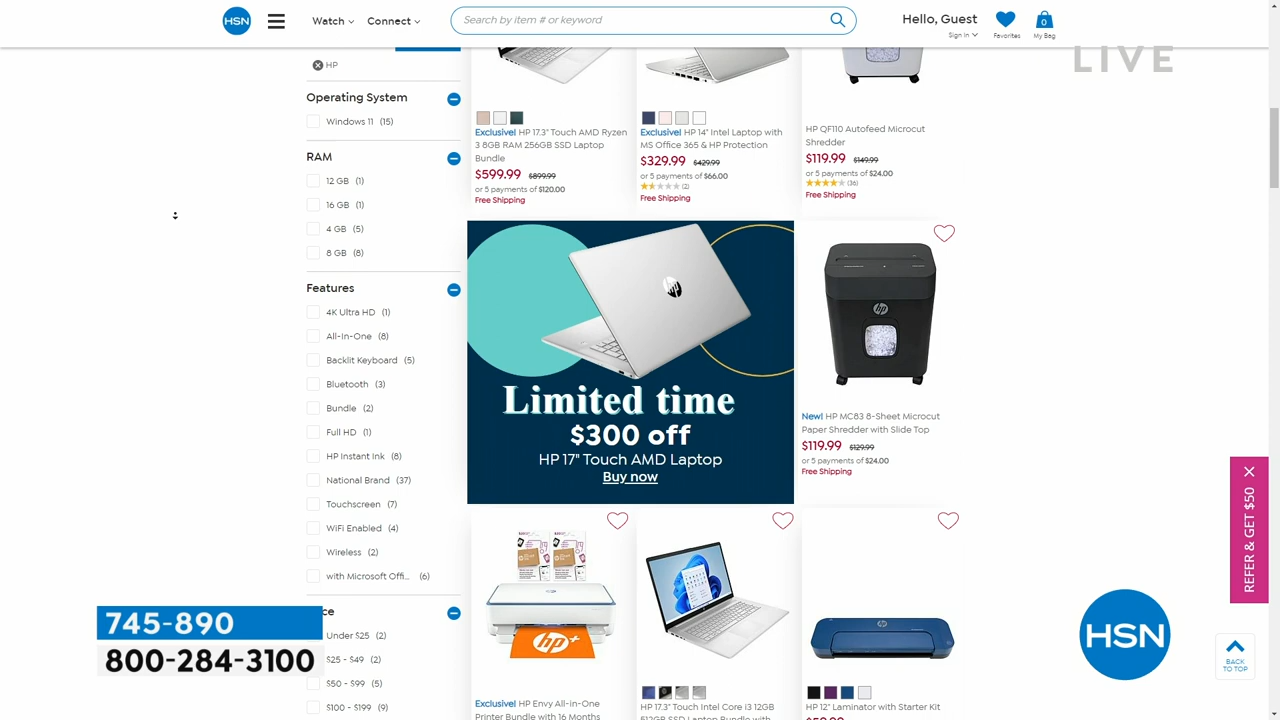 HSN
Watch
Connect
Search by item # or keyword
Hello, Guest
Sign In
Favorites
0
My Bag
LIVE
HP
Operating System
Windows 11 (15)
RAM
12 GB (1)
16 GB (1)
4 GB (5)
8 GB (8)
Features
4K Ultra HD (1)
All-In-One (8)
Backlit Keyboard (5)
Bluetooth (3)
Bundle (2)
Full HD (1)
HP Instant Ink (8)
National Brand (37)
Touchscreen (7)
WiFi Enabled (4)
Wireless (2)
with Microsoft Offi... (6)
ce
Under $25 (2)
$25 - $49 (2)
$50 - $99 (5)
$100 - $199 (9)
Exclusive! HP 17.3" Touch AMD Ryzen
3 8GB RAM 256GB SSD Laptop
Bundle
$599.99 $899.99
or 5 payments of $120.00
Free Shipping
Exclusive! HP 14" Intel Laptop with
MS Office 365 & HP Protection
$329.99 $429.99
or 5 payments of $66.00
(2)
Free Shipping
HP QF110 Autofeed Microcut
Shredder
$119.99 $149.99
or 5 payments of $24.00
(36)
Free Shipping
hp
Limited time
$300 off
HP 17" Touch AMD Laptop
Buy now
hp
New! HP MC83 8-Sheet Microcut
Paper Shredder with Slide Top
$119.99 $129.99
or 5 payments of $24.00
Free Shipping
hp+
Exclusive! HP Envy All-in-One
Printer Bundle with 16 Months
HP 17.3" Touch Intel Core i3 12GB
512GB SSD Laptop Bundle with
HP 12" Laminator with Starter Kit
REFER & GET $50
745-890
800-284-3100
HSN
BACK
TO TOP